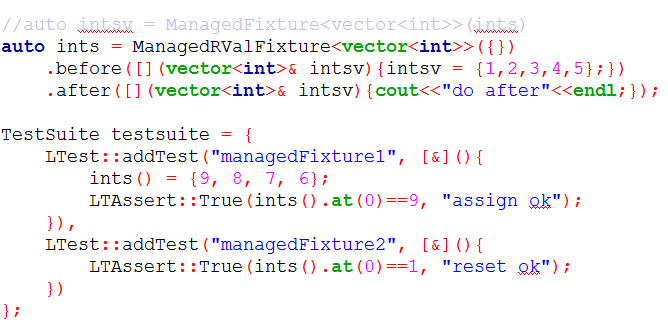 //auto intsv = ManagedFixture<vector<int>>(ints)
auto ints = ManagedRValFixture<vector<int>>({})
    .before([](vector<int>& intsv){intsv = {1,2,3,4,5};})
    .after([](vector<int>& intsv){cout<<"do after"<<endl;});

TestSuite testsuite = {
    LTest::addTest("managedFixture1", [&](){
        ints() = {9, 8, 7, 6};
        LTAssert::True(ints().at(0)==9, "assign ok");
    }),
    LTest::addTest("managedFixture2", [&](){
        LTAssert::True(ints().at(0)==1, "reset ok");
    })
};